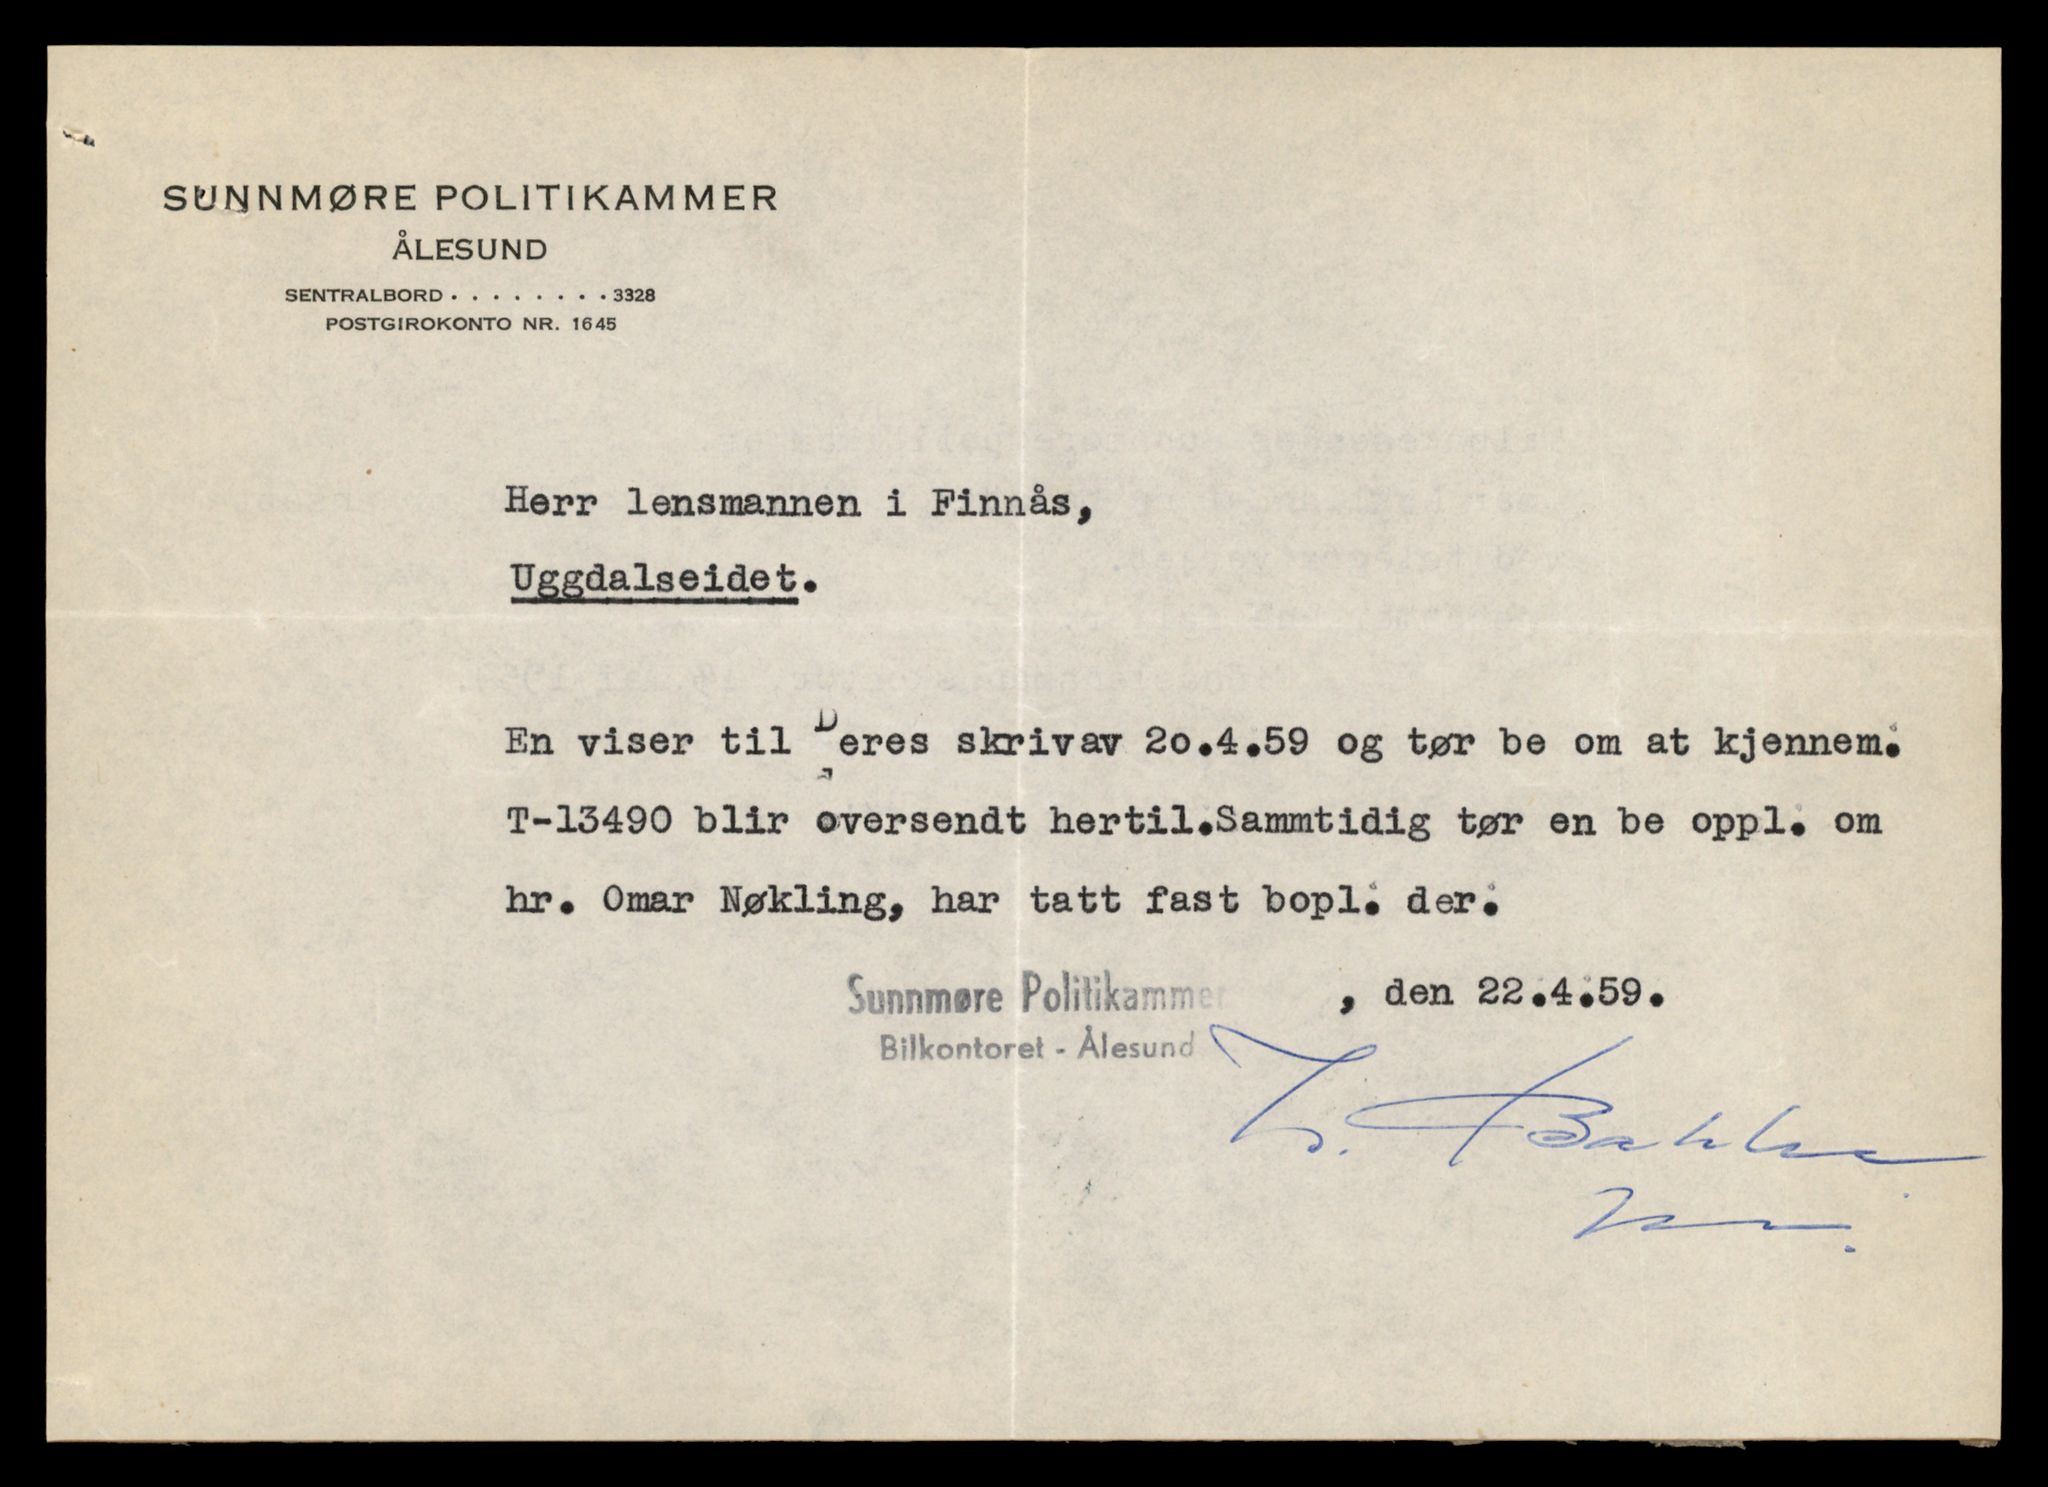 SUNNMØRE POLITIKAMMER
ÅLESUND
SENTRALBORD . . . . . . . . 3328
POSTGIROKONTO NR. 1645
Herr lensmannen i Finnås,
Uggdalseidet.
En viser til Deres skrivav 2o.4.59 og tør be om at kjennem.
T-13490 blir oversendt hertil.Sammtidig tør en be oppl. om
hr. Omar Nøkling, har tatt fast bopl. der.
Sunnmøre Politikammer , den 22.4.59.
Bilkontoret - Ålesund
Bakke